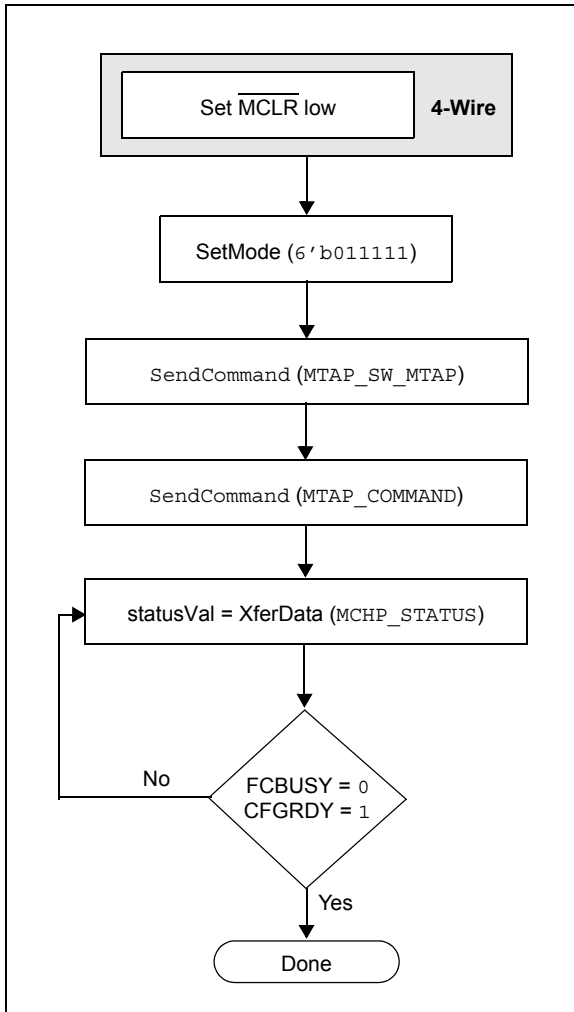 Set M̅C̅L̅R̅ low
4-Wire
SetMode (6'b011111)
SendCommand (MTAP_SW_MTAP)
SendCommand (MTAP_COMMAND)
statusVal = XferData (MCHP_STATUS)
No
FCBUSY = 0
CFGRDY = 1
Yes
Done